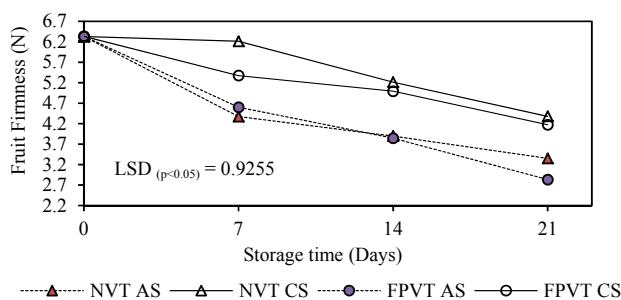 Fruit Firmness (N)
6.7
6.2
5.7
5.2
4.7
4.2
3.7
3.2
2.7
2.2
LSD (p<0.05) = 0.9255
0 7 14 21
Storage time (Days)
NVT AS NVT CS FPVT AS FPVT CS